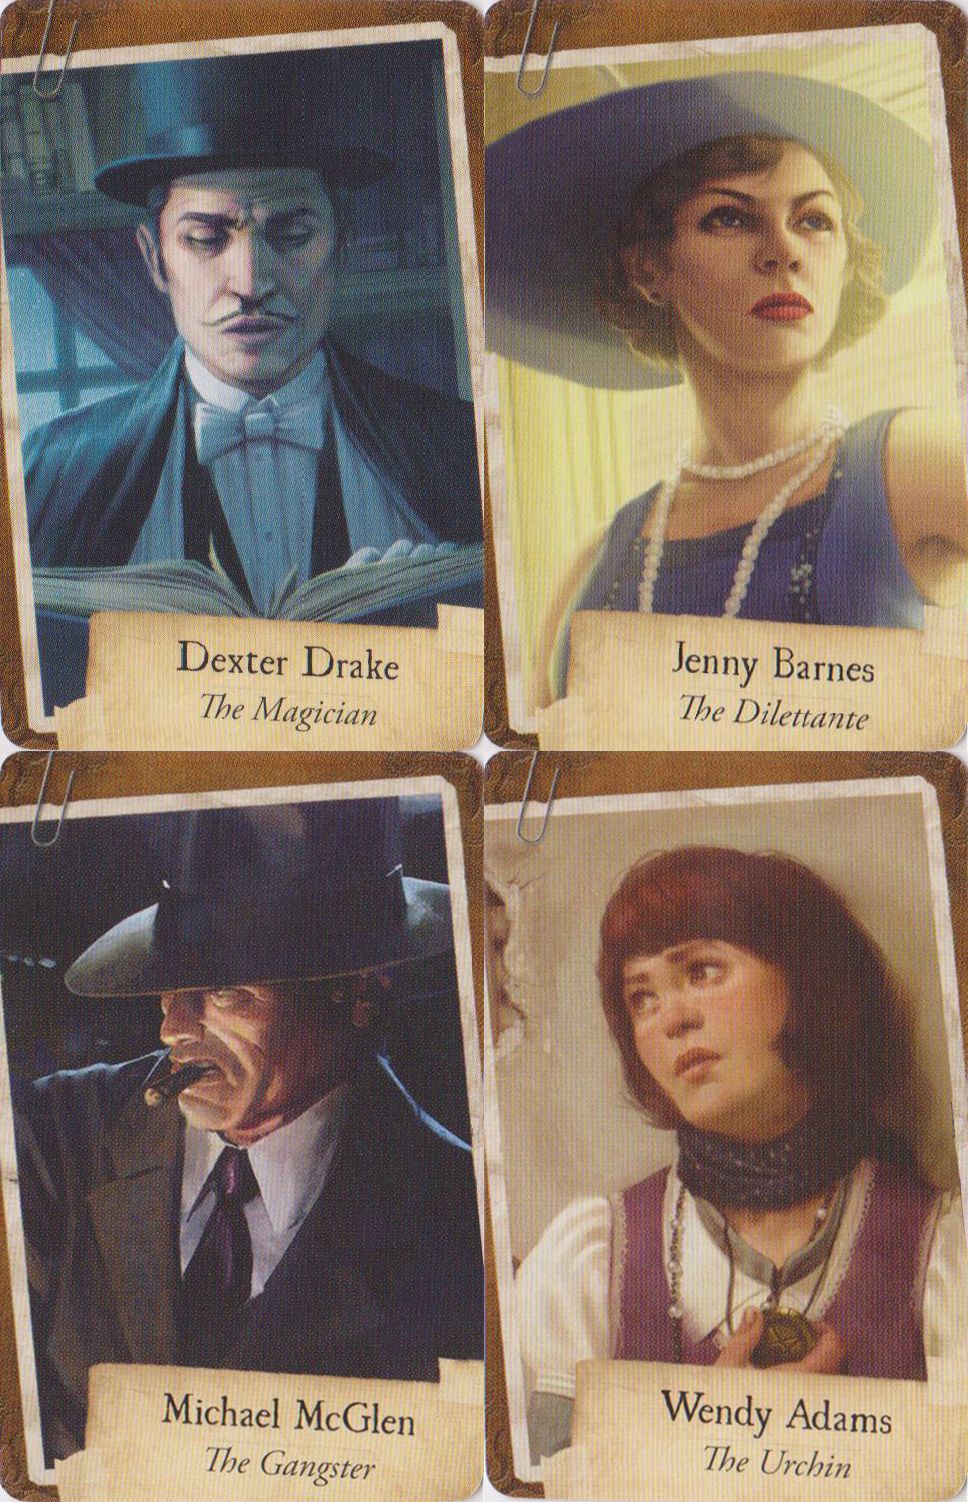 Dexter Drake
The Magician
Jenny Barnes
The Dilettante
Michael McGlen
The Gangster
Wendy Adams
The Urchin